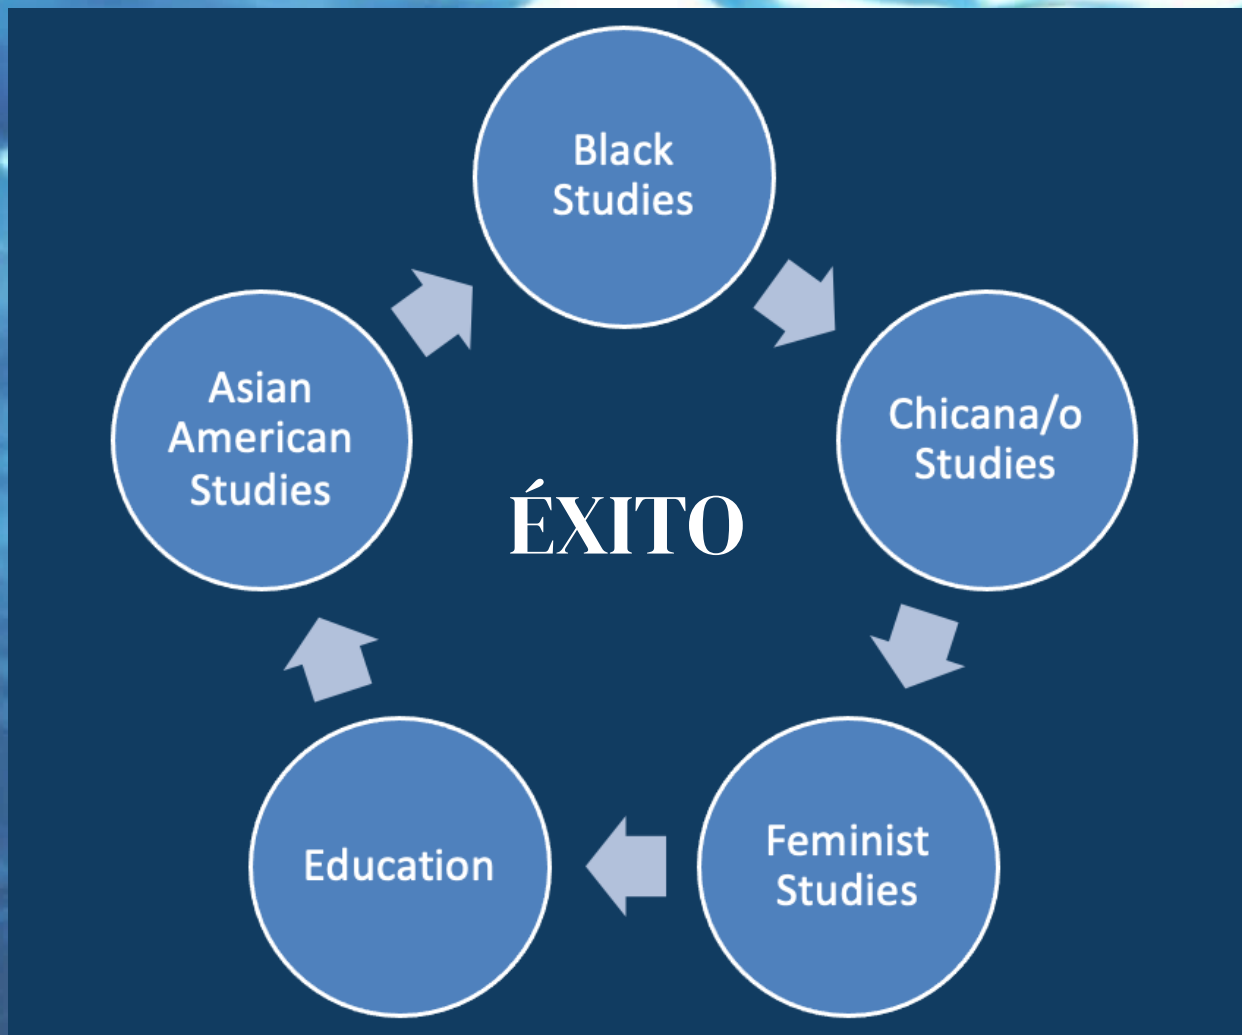 Black
Studies
Chicana/o
Studies
Feminist
Studies
Education
Asian
American
Studies
ÉXITO